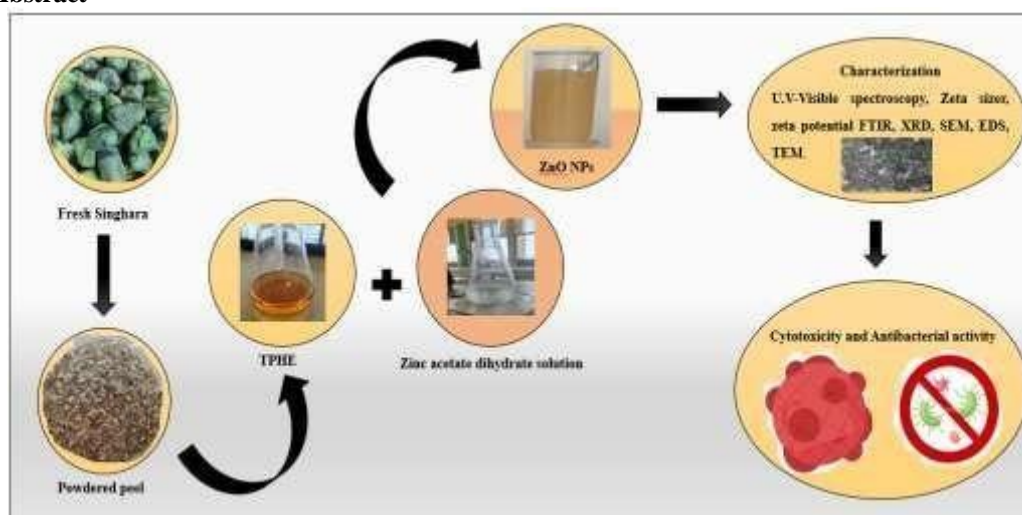 Abstract
Fresh Singhara
Powdered peel
TPHE
Zinc acetate dihydrate solution
ZnO NPs
Characterization
U.V-Visible spectroscopy, Zeta sizer,
zeta potential FTIR, XRD, SEM, EDS,
TEM.
Cytotoxicity and Antibacterial activity